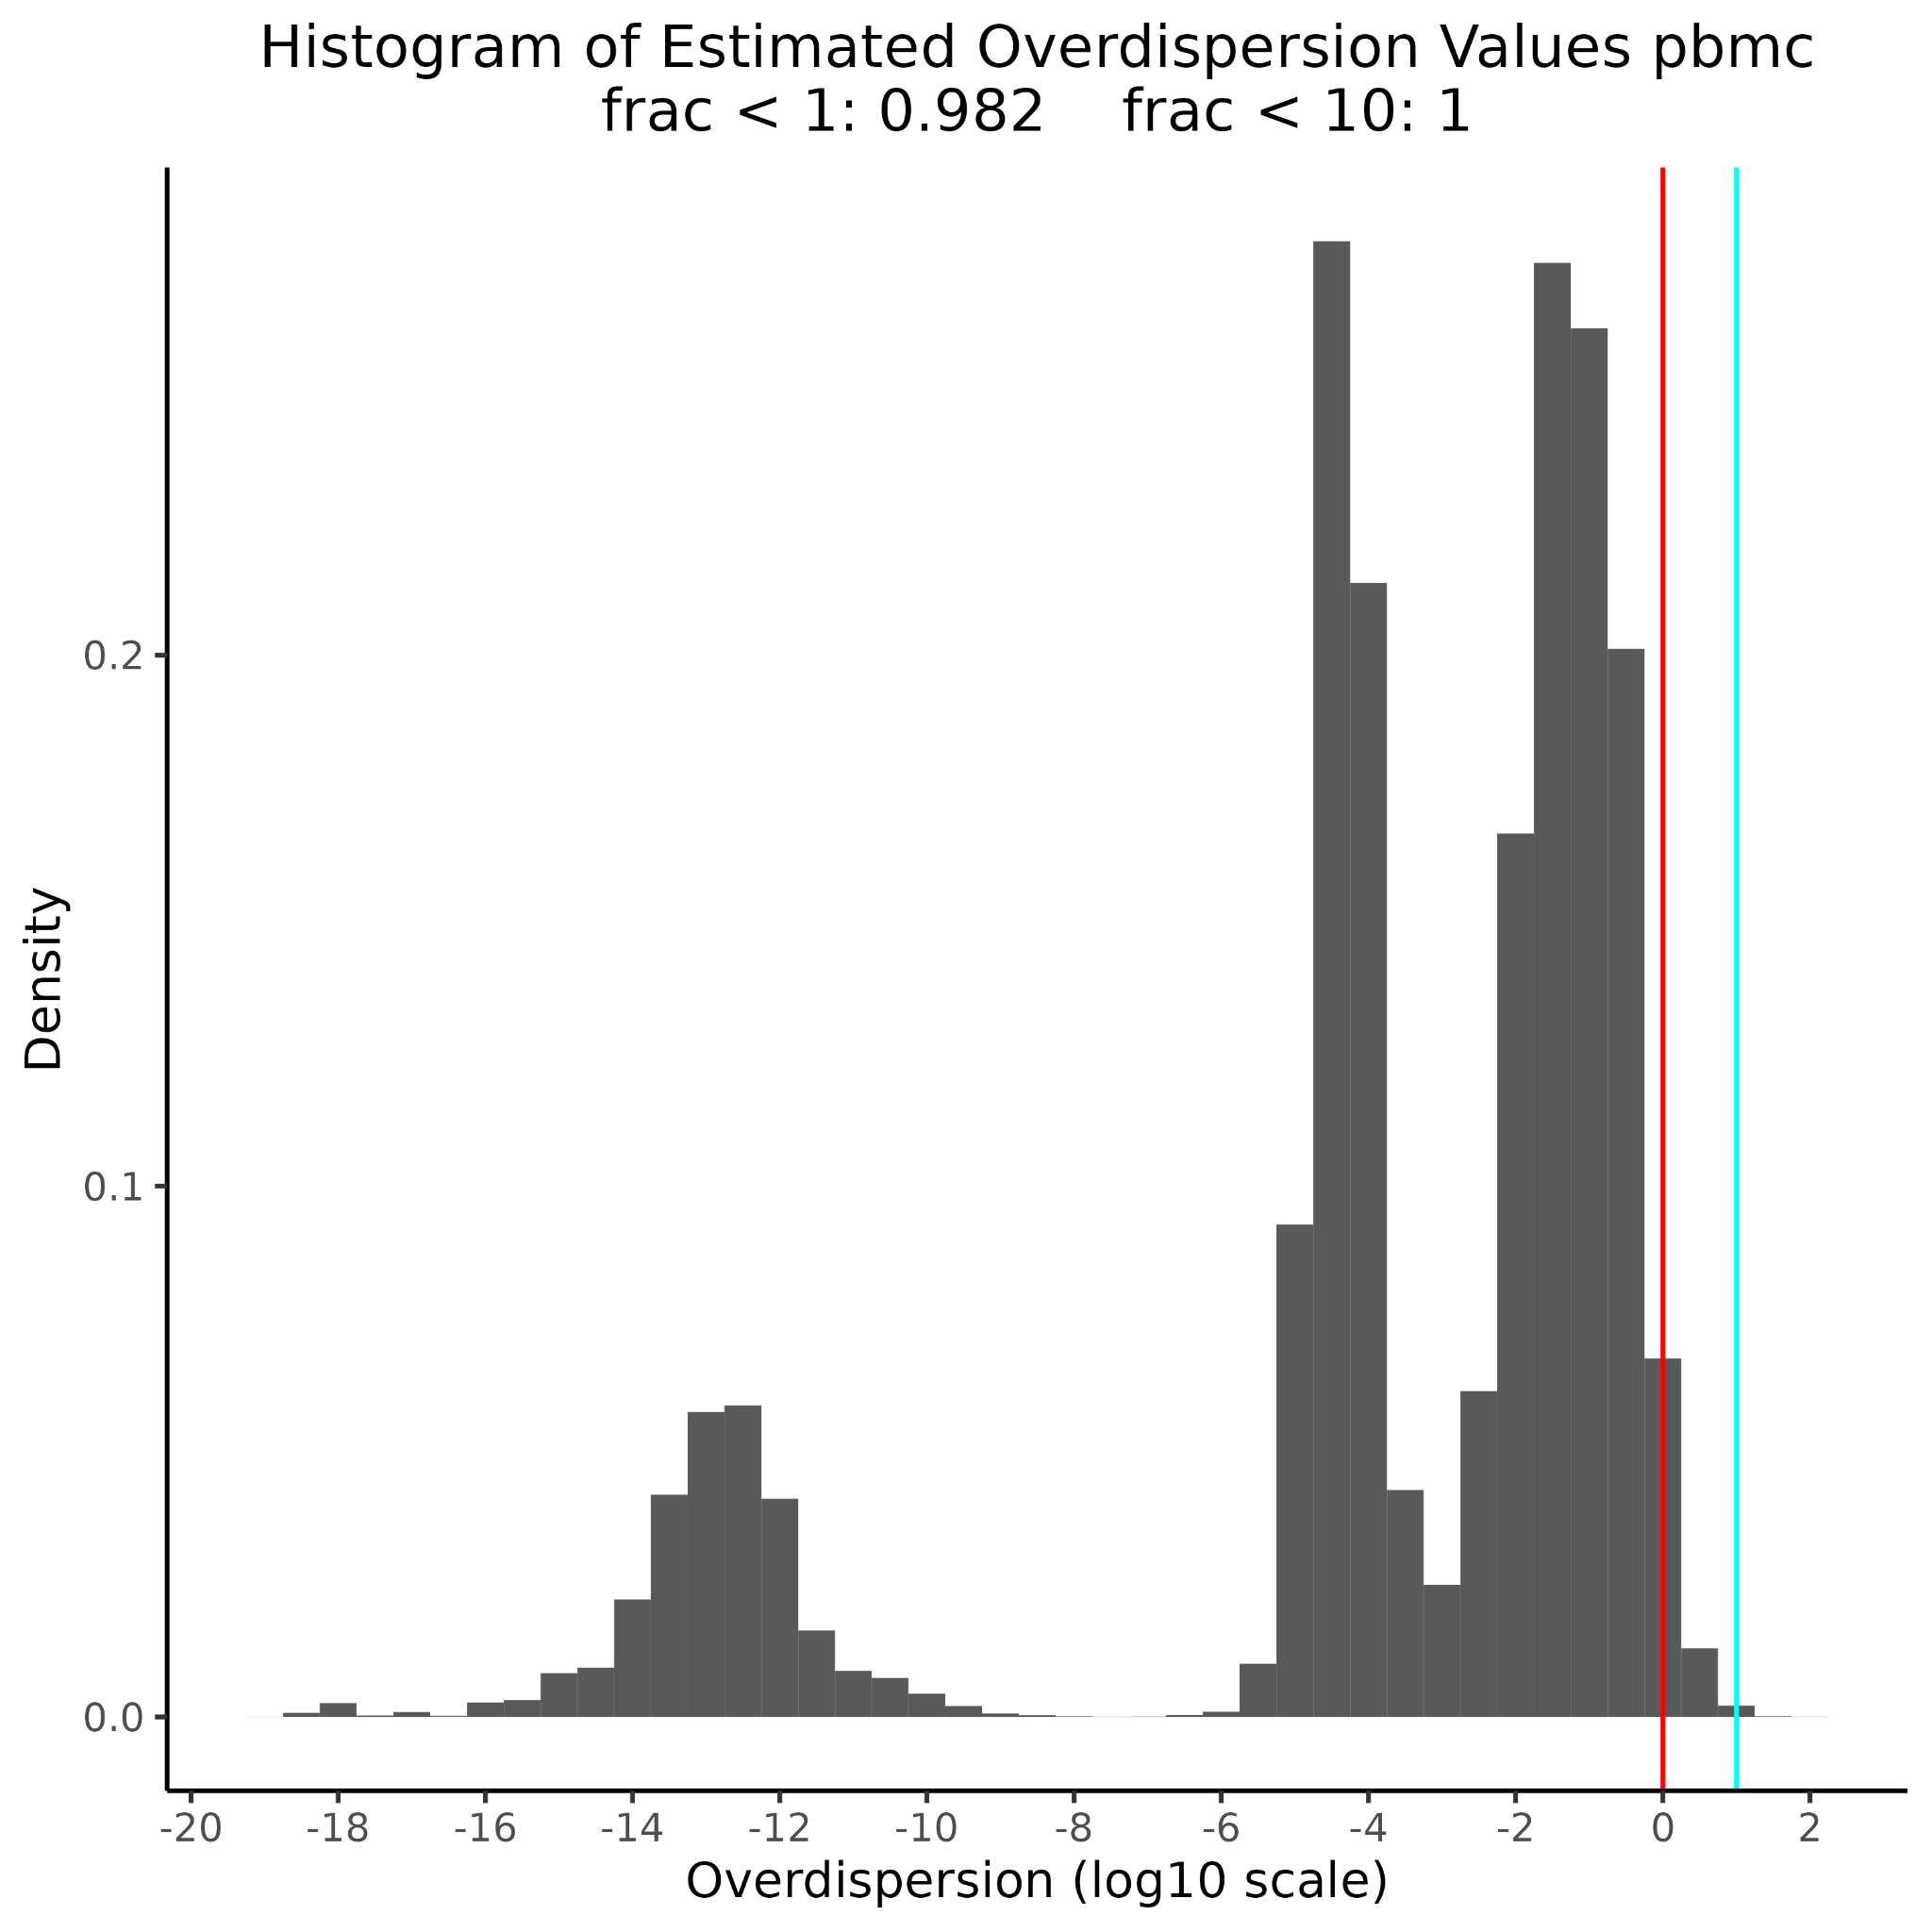 Histogram of Estimated Overdispersion Values pbmc
frac < 1: 0.982 frac < 10: 1
Density
0.2
0.1
0.0
-20 -18 -16 -14 -12 -10 -8 -6 -4 -2 0 2
Overdispersion (log10 scale)